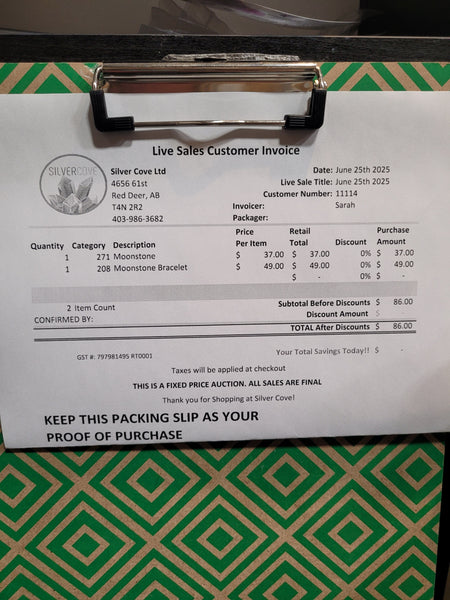 Live Sales Customer Invoice
SILVERCOVE
Silver Cove Ltd
4656 61st
Red Deer, AB
T4N 2R2
403-986-3682
Date: June 25th 2025
Live Sale Title: June 25th 2025
Customer Number: 11114
Invoicer: Sarah
Packager:
Quantity Category Description Price Per Item Retail Total Discount Purchase Amount
1 271 Moonstone $ 37.00 $ 37.00 0% $ 37.00
1 208 Moonstone Bracelet $ 49.00 $ 49.00 0% $ 49.00
$ - 0% $ -
2 Item Count Subtotal Before Discounts $ 86.00
CONFIRMED BY: Discount Amount $ -
TOTAL After Discounts $ 86.00
GST #: 797981495 RT0001 Your Total Savings Today!! $ -
Taxes will be applied at checkout
THIS IS A FIXED PRICE AUCTION. ALL SALES ARE FINAL
Thank you for Shopping at Silver Cove!
KEEP THIS PACKING SLIP AS YOUR
PROOF OF PURCHASE